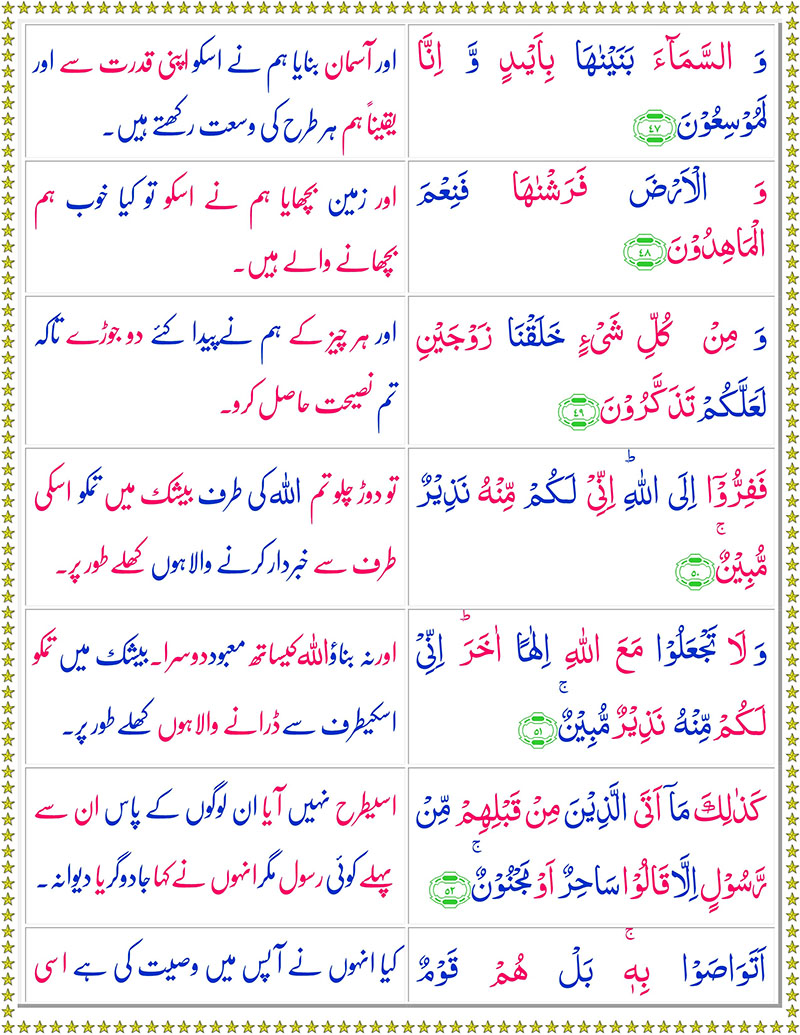 وَ السَّمَآءَ بَنَيْنٰهَا بِاَيْىدٍ وَّ اِنَّا
لَمُوْسِعُوْنَ ۴۷
اور آسمان بنایا ہم نے اسکو اپنی قدرت سے اور
یقیناً ہم ہر طرح کی وسعت رکھتے ہیں۔
وَ الْاَرْضَ فَرَشْنٰهَا فَنِعْمَ
الْمَاهِدُوْنَ ۴۸
اور زمین بچھایا ہم نے اسکو تو کیا خوب ہم
بچھانے والے ہیں۔
وَ مِنْ كُلِّ شَىْءٍ خَلَقْنَا زَوْجَيْنِ
لَعَلَّكُمْ تَذَكَّرُوْنَ ۴۹
اور ہر چیز کے ہم نے پیدا کئے دو جوڑے تاکہ
تم نصیحت حاصل کرو۔
فَفِرُّوْۤا اِلَى اللّٰهِؕ اِنِّىْ لَكُمْ مِّنْهُ نَذِيْرٌ
مُّبِيْنٌۚ ۵۰
تو دوڑ چلو تم اللہ کی طرف بیشک میں تمکو اسکی
طرف سے خبردار کرنے والا ہوں کھلے طور پر۔
وَ لَا تَجْعَلُوْا مَعَ اللّٰهِ اِلٰهًا اٰخَرَؕ اِنِّىْ
لَكُمْ مِّنْهُ نَذِيْرٌ مُّبِيْنٌۚ ۵۱
اور نہ بناؤ اللہ کیساتھ معبود دوسرا۔ بیشک میں تمکو
اسکیطرف سے ڈرانے والا ہوں کھلے طور پر۔
كَذٰلِكَ مَاۤ اَتَى الَّذِيْنَ مِنْ قَبْلِهِمْ مِّنْ
رَّسُوْلٍ اِلَّا قَالُوْا سَاحِرٌ اَوْ مَجْنُوْنٌۚ ۵۲
اسیطرح نہیں آیا ان لوگوں کے پاس ان سے
پہلے کوئی رسول مگر انہوں نے کہا جادوگر یا دیوانہ۔
اَتَوَاصَوْا بِهٖۚ بَلْ هُمْ قَوْمٌ
کیا انہوں نے آپس میں وصیت کی ہے اسی